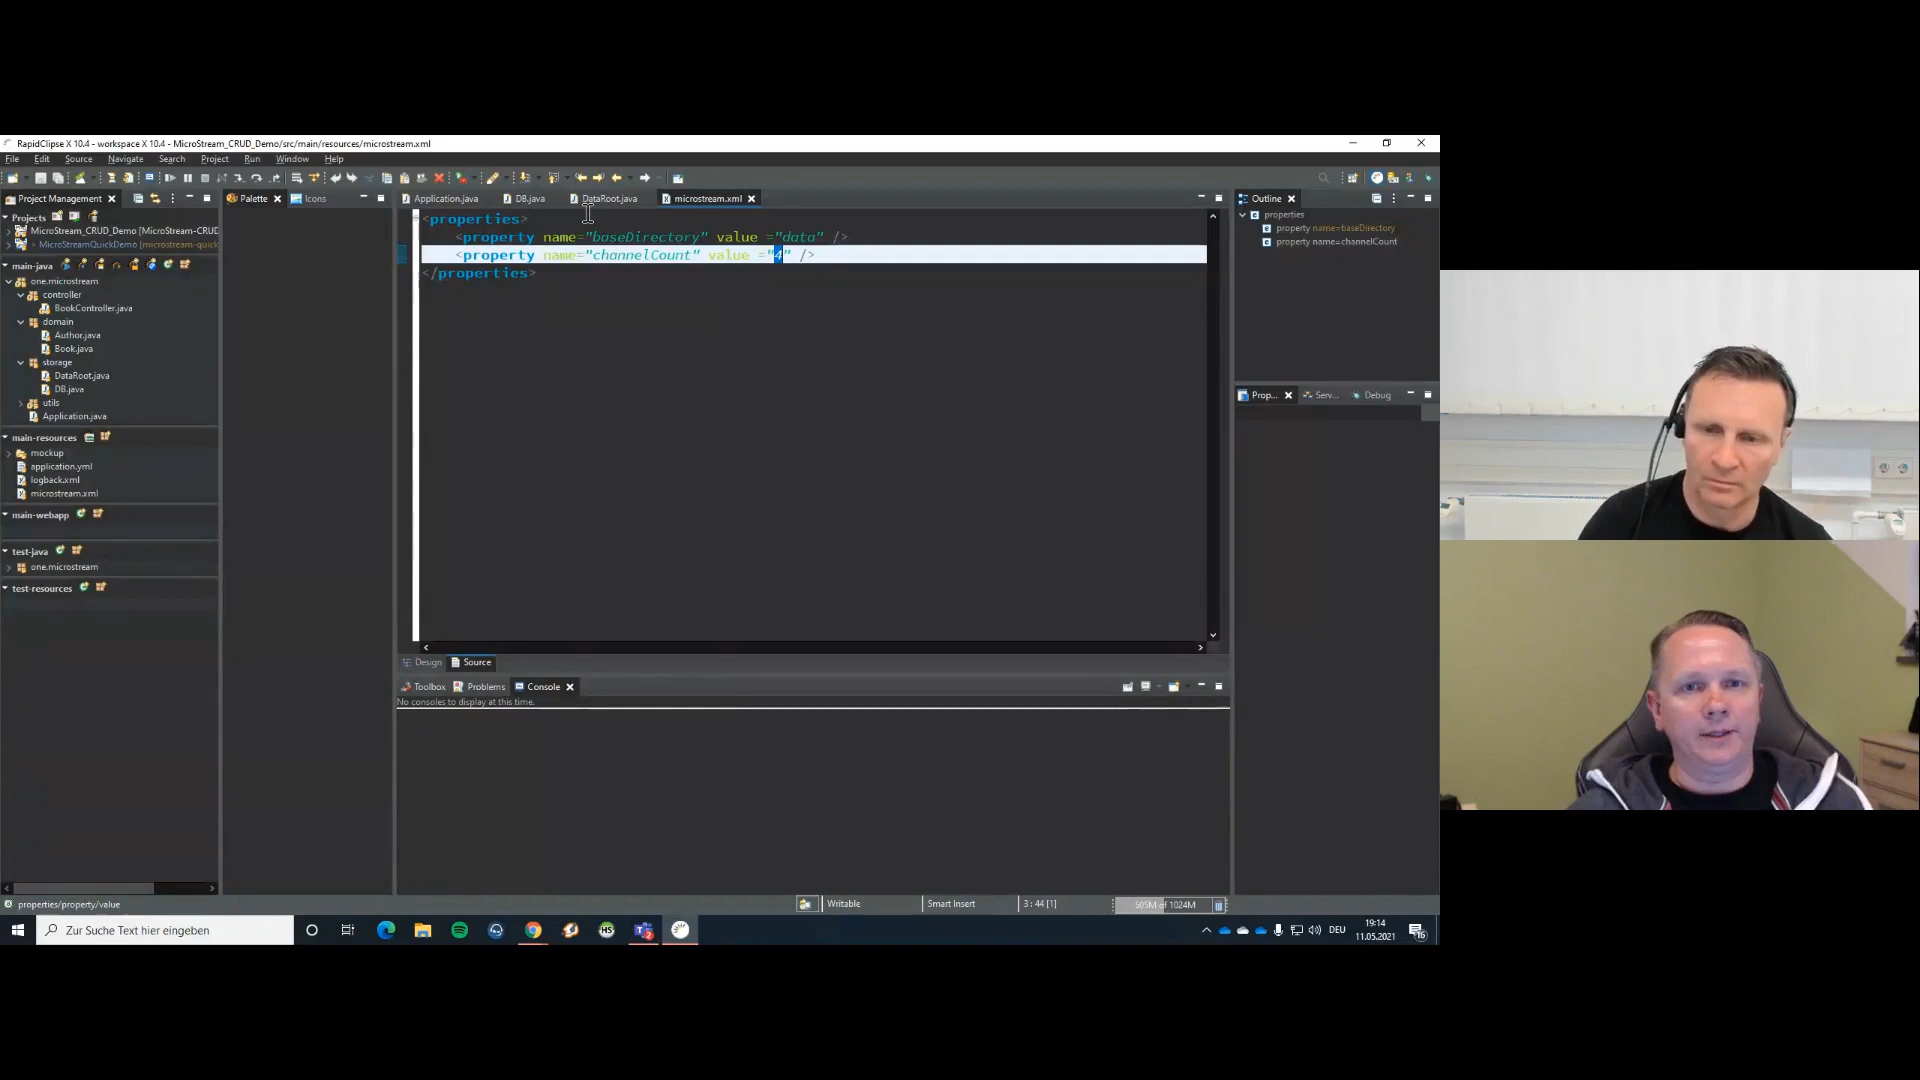 RapidClipse X 10.4 - workspace X 10.4 - MicroStream_CRUD_Demo/src/main/resources/microstream.xml
File Edit Source Navigate Search Project Run Window Help
Project Management
Palette Icons
Application.java DB.java DataRoot.java microstream.xml
Outline
Projects
MicroStream_CRUD_Demo [MicroStream-CRUD
> MicroStreamQuickDemo [microstream-quick
main-java
one.microstream
controller
BookController.java
domain
Author.java
Book.java
storage
DataRoot.java
DB.java
utils
Application.java
main-resources
mockup
application.yml
logback.xml
microstream.xml
main-webapp
test-java
one.microstream
test-resources
<properties>
<property name="baseDirectory" value ="data" />
<property name="channelCount" value ="4" />
</properties>
properties
property name=baseDirectory
property name=channelCount
Prop... Serv... Debug
Design Source
Toolbox Problems Console
No consoles to display at this time.
properties/property/value
Writable Smart Insert 3 : 44 [1] 505M of 1024M
Zur Suche Text hier eingeben
HS
2
DEU
19:14
11.05.2021
16